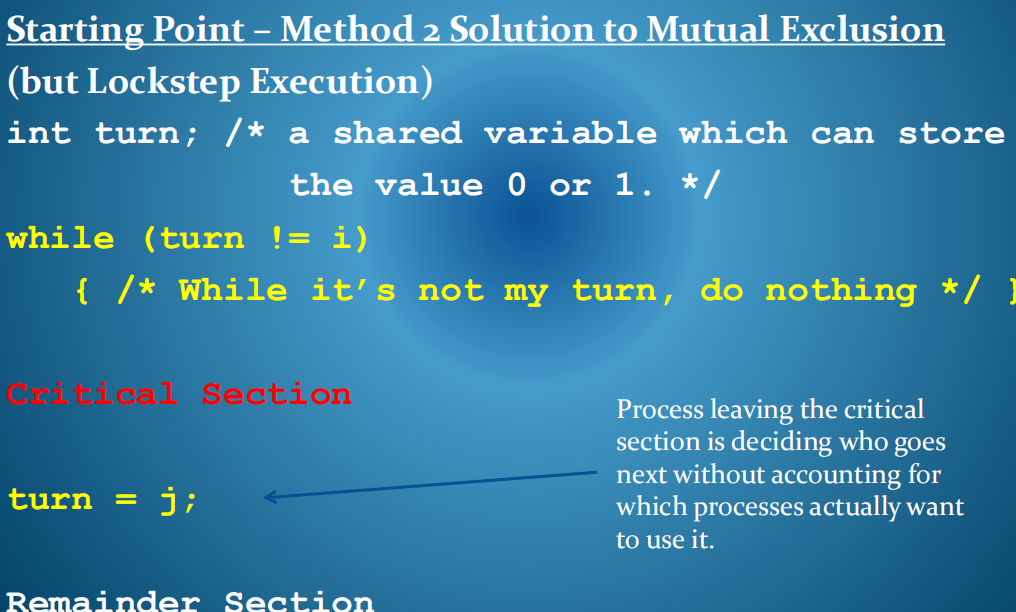 Starting Point – Method 2 Solution to Mutual Exclusion
(but Lockstep Execution)
int turn; /* a shared variable which can store
the value 0 or 1. */
while (turn != i)
{ /* While it’s not my turn, do nothing */ }
Critical Section
Process leaving the critical
section is deciding who goes
next without accounting for
which processes actually want
to use it.
turn = j;
Remainder Section